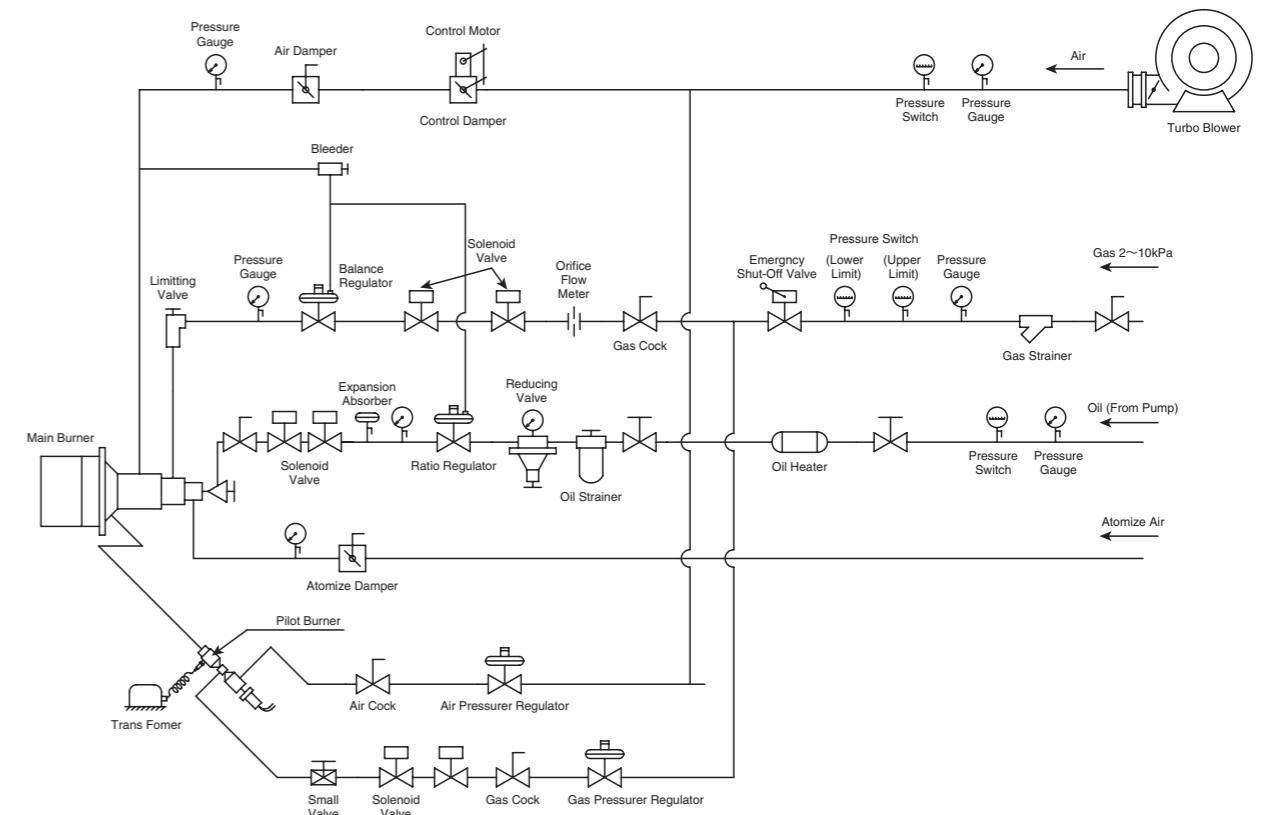 Pressure
Gauge
Air Damper
Control Motor
Control Damper
Air
Pressure
Switch
Pressure
Gauge
Turbo Blower
Bleeder
Limitting
Valve
Pressure
Gauge
Balance
Regulator
Solenoid
Valve
Orifice
Flow
Meter
Gas Cock
Emergncy
Shut-Off Valve
Pressure Switch
(Lower
Limit)
(Upper
Limit)
Pressure
Gauge
Gas 2～10kPa
Gas Strainer
Main Burner
Solenoid
Valve
Expansion
Absorber
Ratio Regulator
Reducing
Valve
Oil Strainer
Oil Heater
Pressure
Switch
Pressure
Gauge
Oil (From Pump)
Atomize Damper
Atomize Air
Pilot Burner
Trans Fomer
Air Cock
Air Pressurer Regulator
Small
Valve
Solenoid
Valve
Gas Cock
Gas Pressurer Regulator